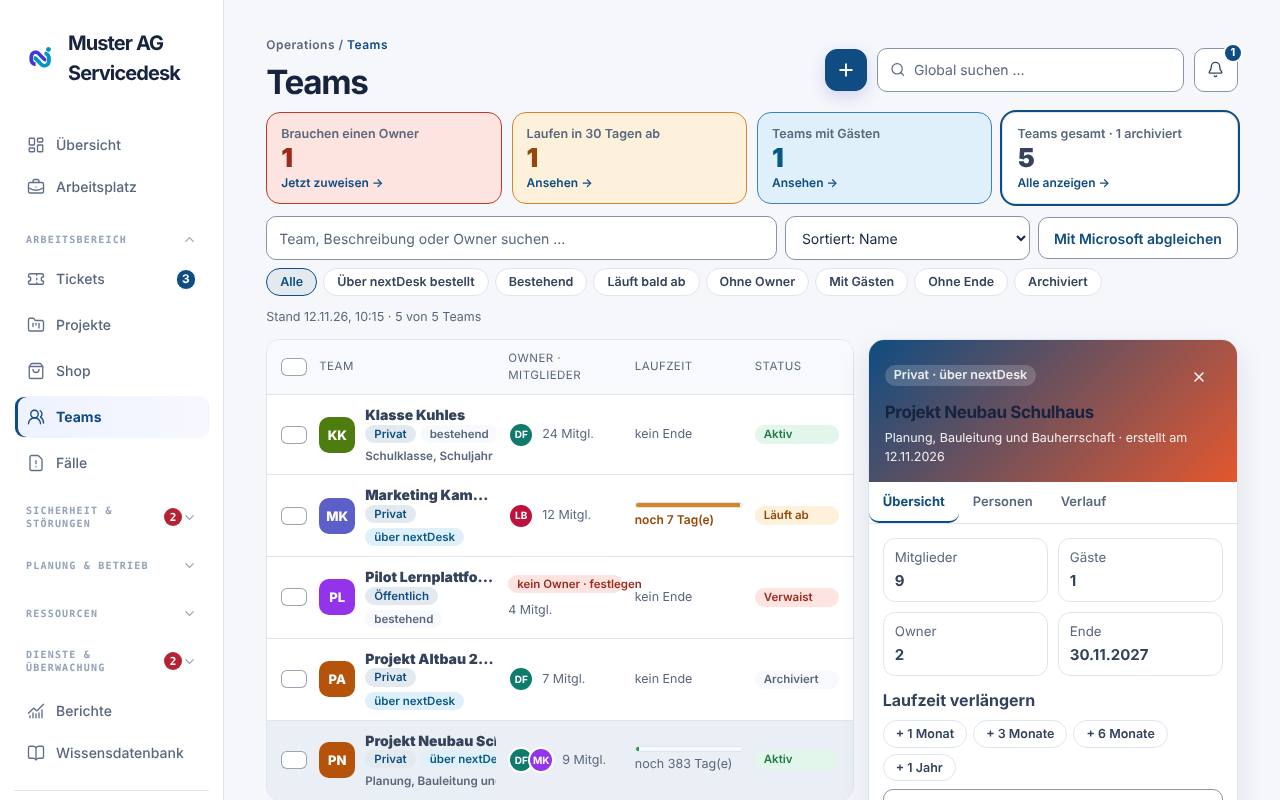 Muster AG
Servicedesk
Übersicht
Arbeitsplatz
ARBEITSBEREICH
Tickets 3
Projekte
Shop
Teams
Fälle
SICHERHEIT &
STÖRUNGEN 2
PLANUNG & BETRIEB
RESSOURCEN
DIENSTE &
ÜBERWACHUNG 2
Berichte
Wissensdatenbank
Operations / Teams
Teams
+ Global suchen … 1
Brauchen einen Owner
1
Jetzt zuweisen →
Laufen in 30 Tagen ab
1
Ansehen →
Teams mit Gästen
1
Ansehen →
Teams gesamt · 1 archiviert
5
Alle anzeigen →
Team, Beschreibung oder Owner suchen … Sortiert: Name Mit Microsoft abgleichen
Alle Über nextDesk bestellt Bestehend Läuft bald ab Ohne Owner Mit Gästen Ohne Ende Archiviert
Stand 12.11.26, 10:15 · 5 von 5 Teams
TEAM OWNER · MITGLIEDER LAUFZEIT STATUS
KK Klasse Kuhles
Privat bestehend DF 24 Mitgl. kein Ende Aktiv
Schulklasse, Schuljahr
MK Marketing Kam…
Privat LB 12 Mitgl. noch 7 Tag(e) Läuft ab
über nextDesk
PL Pilot Lernplattfo…
Öffentlich kein Owner · festlegen kein Ende Verwaist
bestehend 4 Mitgl.
PA Projekt Altbau 2…
Privat DF 7 Mitgl. kein Ende Archiviert
über nextDesk
PN Projekt Neubau Sc
Privat über nextDe DF MK 9 Mitgl. noch 383 Tag(e) Aktiv
Planung, Bauleitung un
Privat · über nextDesk ×
Projekt Neubau Schulhaus
Planung, Bauleitung und Bauherrschaft · erstellt am
12.11.2026
Übersicht Personen Verlauf
Mitglieder
9
Gäste
1
Owner
2
Ende
30.11.2027
Laufzeit verlängern
+ 1 Monat + 3 Monate + 6 Monate
+ 1 Jahr